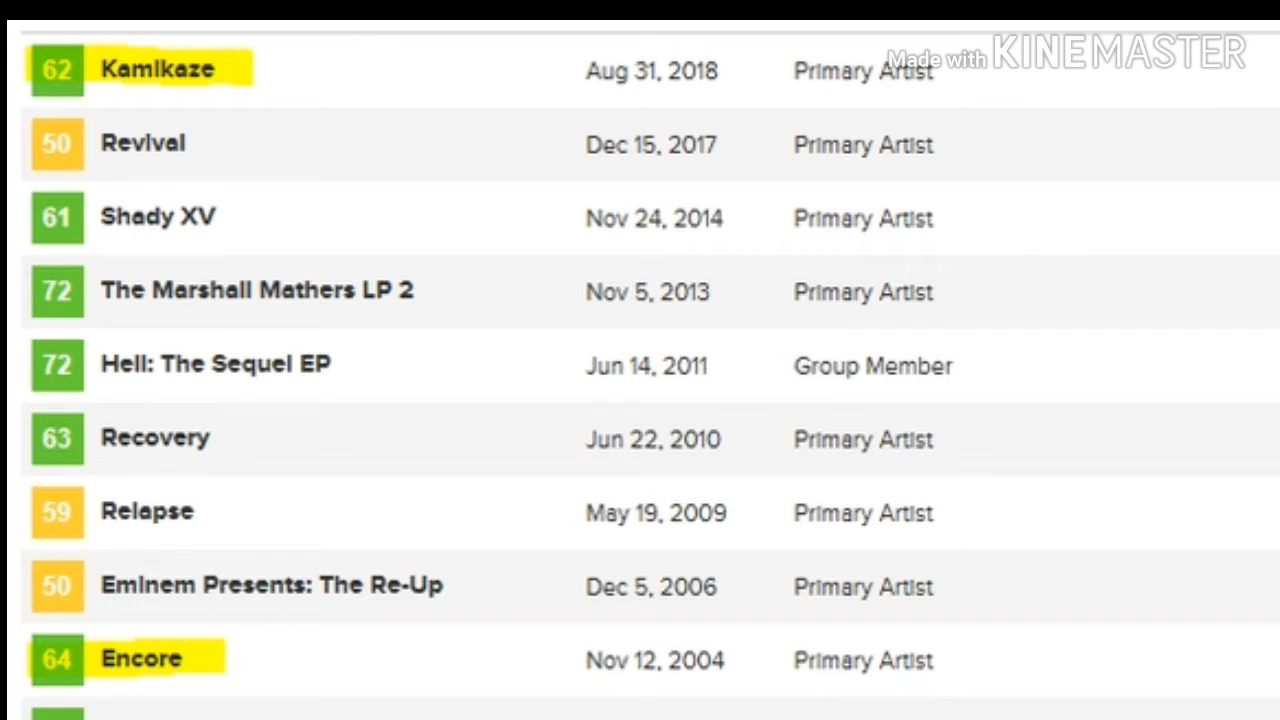 Made with KINEMASTER
62 Kamikaze Aug 31, 2018 Primary Artist
50 Revival Dec 15, 2017 Primary Artist
61 Shady XV Nov 24, 2014 Primary Artist
72 The Marshall Mathers LP 2 Nov 5, 2013 Primary Artist
72 Hell: The Sequel EP Jun 14, 2011 Group Member
63 Recovery Jun 22, 2010 Primary Artist
59 Relapse May 19, 2009 Primary Artist
50 Eminem Presents: The Re-Up Dec 5, 2006 Primary Artist
64 Encore Nov 12, 2004 Primary Artist